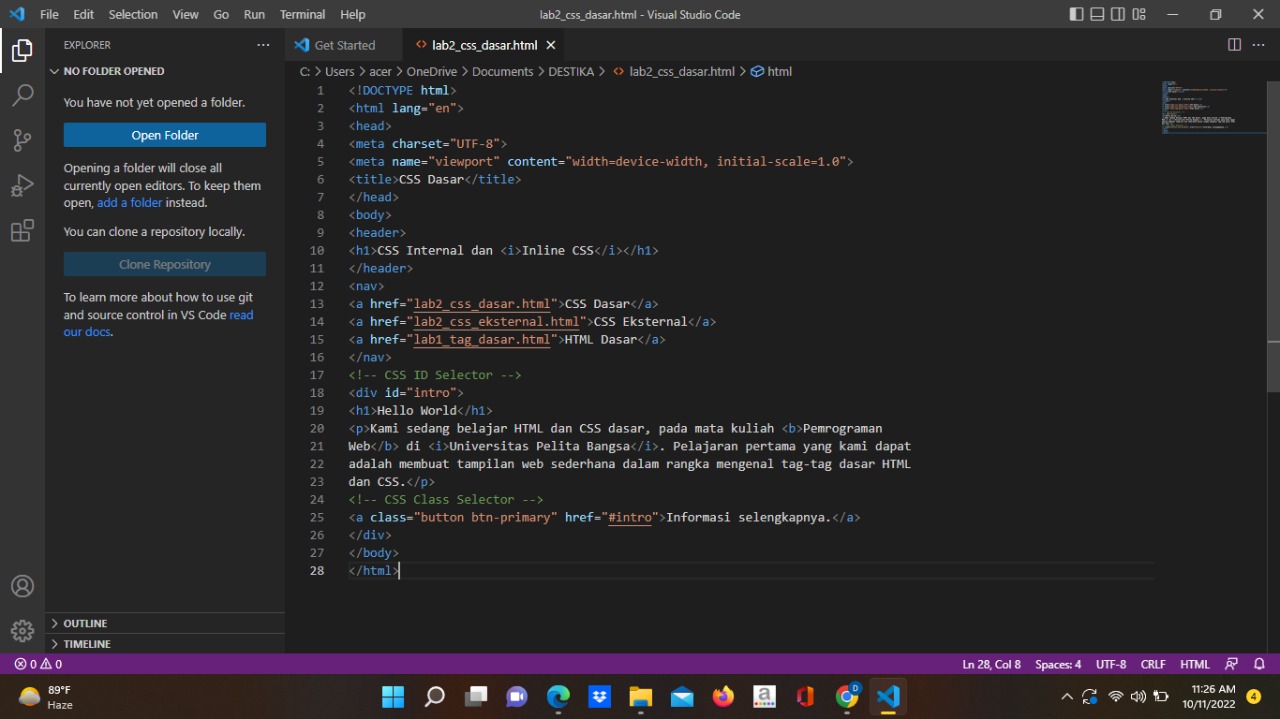 File Edit Selection View Go Run Terminal Help
lab2_css_dasar.html - Visual Studio Code
EXPLORER
NO FOLDER OPENED
You have not yet opened a folder.
Open Folder
Opening a folder will close all
currently open editors. To keep them
open, add a folder instead.
You can clone a repository locally.
Clone Repository
To learn more about how to use git
and source control in VS Code read
our docs.
OUTLINE
TIMELINE
Get Started
lab2_css_dasar.html
C: > Users > acer > OneDrive > Documents > DESTIKA > lab2_css_dasar.html > html
1 <!DOCTYPE html>
2 <html lang="en">
3 <head>
4 <meta charset="UTF-8">
5 <meta name="viewport" content="width=device-width, initial-scale=1.0">
6 <title>CSS Dasar</title>
7 </head>
8 <body>
9 <header>
10 <h1>CSS Internal dan <i>Inline CSS</i></h1>
11 </header>
12 <nav>
13 <a href="lab2_css_dasar.html">CSS Dasar</a>
14 <a href="lab2_css_eksternal.html">CSS Eksternal</a>
15 <a href="lab1_tag_dasar.html">HTML Dasar</a>
16 </nav>
17 <!-- CSS ID Selector -->
18 <div id="intro">
19 <h1>Hello World</h1>
20 <p>Kami sedang belajar HTML dan CSS dasar, pada mata kuliah <b>Pemrograman
21 Web</b> di <i>Universitas Pelita Bangsa</i>. Pelajaran pertama yang kami dapat
22 adalah membuat tampilan web sederhana dalam rangka mengenal tag-tag dasar HTML
23 dan CSS.</p>
24 <!-- CSS Class Selector -->
25 <a class="button btn-primary" href="#intro">Informasi selengkapnya.</a>
26 </div>
27 </body>
28 </html>
0 0
Ln 28, Col 8 Spaces: 4 UTF-8 CRLF HTML
89°F
Haze
D
a
11:26 AM
10/11/2022
4